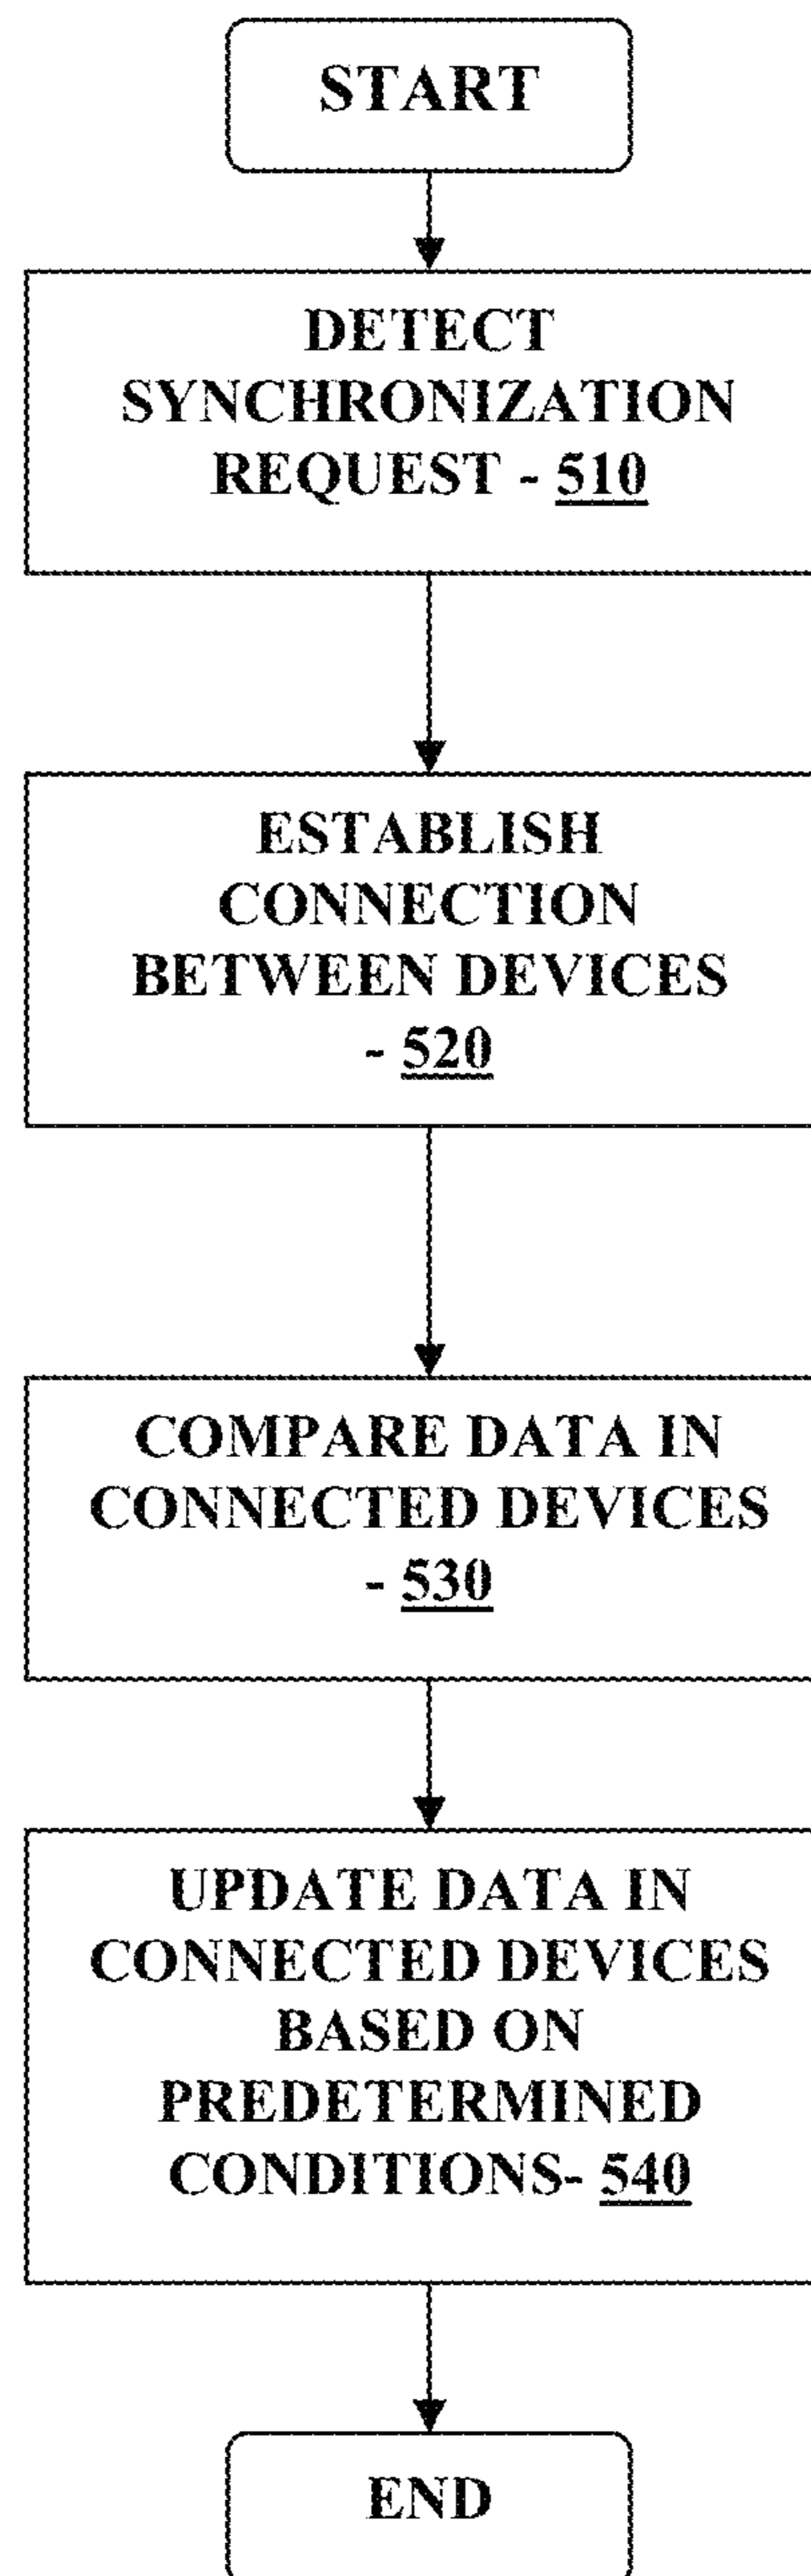 START
DETECT
SYNCHRONIZATION
REQUEST - 510
ESTABLISH
CONNECTION
BETWEEN DEVICES
- 520
COMPARE DATA IN
CONNECTED DEVICES
- 530
UPDATE DATA IN
CONNECTED DEVICES
BASED ON
PREDETERMINED
CONDITIONS- 540
END